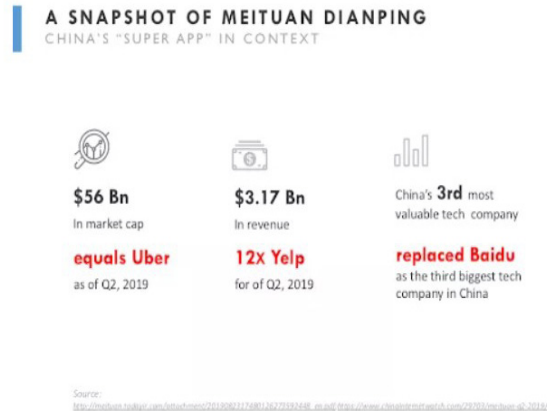 A SNAPSHOT OF MEITUAN DIANPING
CHINA'S "SUPER APP" IN CONTEXT
$56 Bn
In market cap
equals Uber
as of Q2, 2019
$3.17 Bn
In revenue
12x Yelp
for of Q2, 2019
China's 3rd most
valuable tech company
replaced Baidu
as the third biggest tech
company in China
Source: